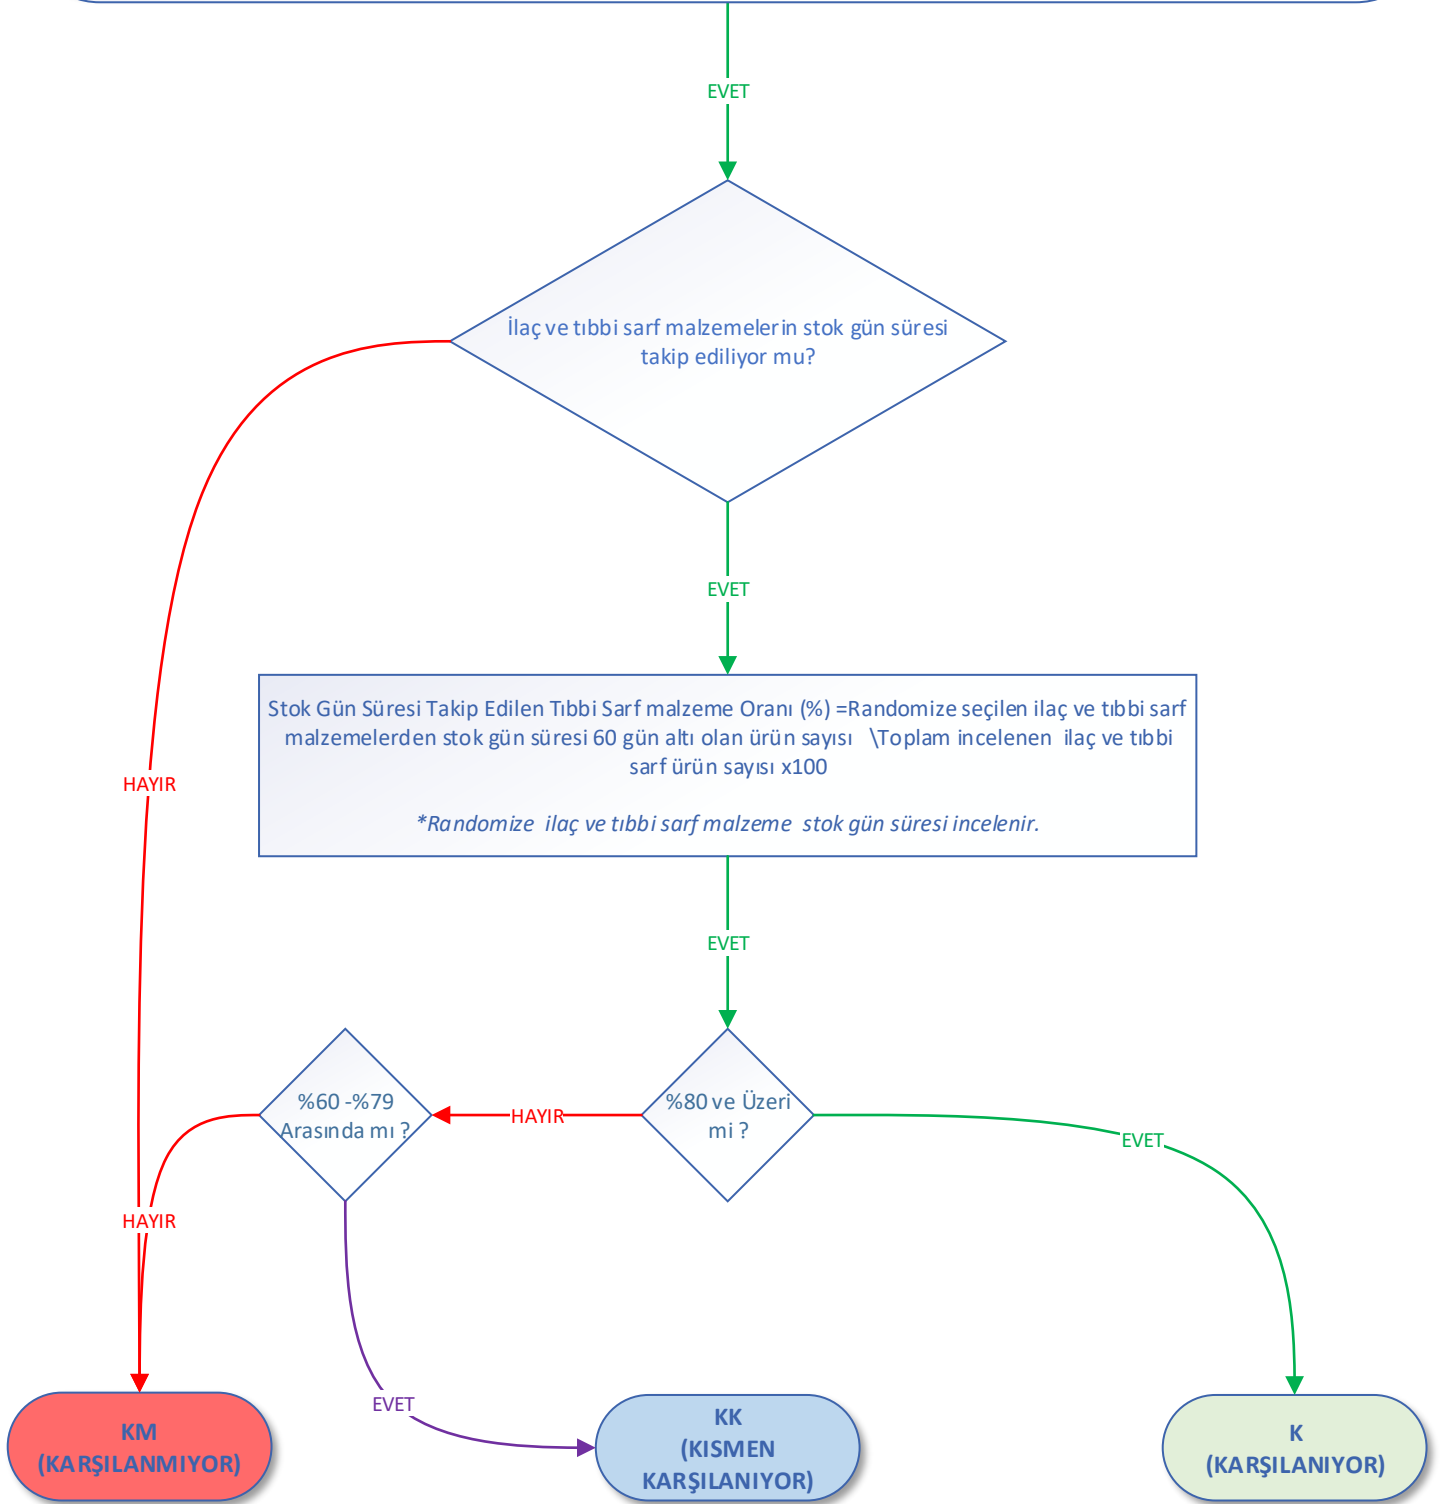 EVET
İlaç ve tıbbi sarf malzemelerin stok gün süresi
takip ediliyor mu?
EVET
Stok Gün Süresi Takip Edilen Tıbbi Sarf malzeme Oranı (%) =Randomize seçilen ilaç ve tıbbi sarf
malzemelerden stok gün süresi 60 gün altı olan ürün sayısı \Toplam incelenen ilaç ve tıbbi
sarf ürün sayısı x100
*Randomize ilaç ve tıbbi sarf malzeme stok gün süresi incelenir.
HAYIR
EVET
%60 -%79
Arasında mı ?
HAYIR
%80 ve Üzeri
mi ?
EVET
HAYIR
EVET
KM
(KARŞILANMIYOR)
KK
(KISMEN
KARŞILANIYOR)
K
(KARŞILANIYOR)